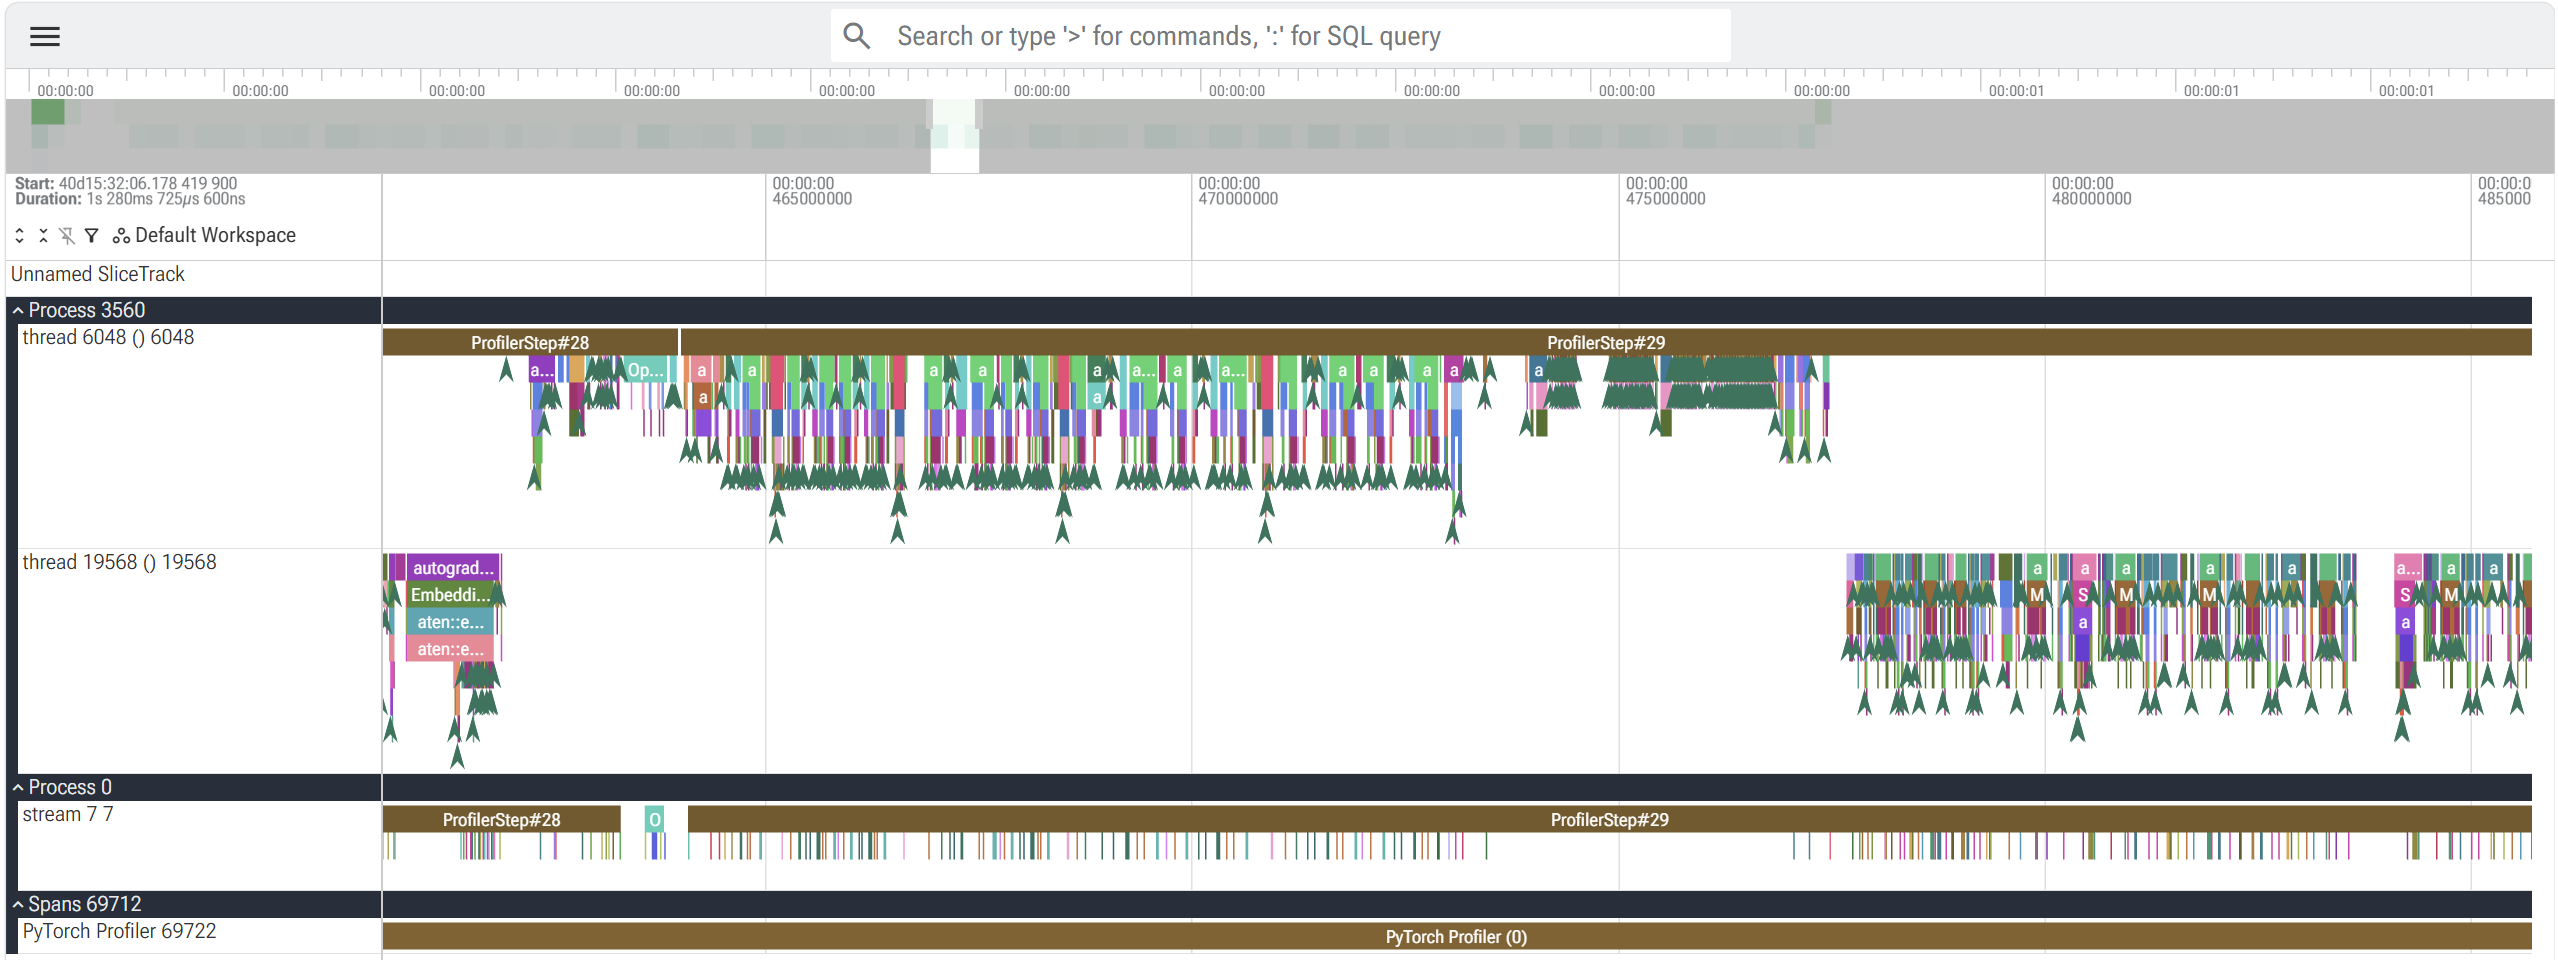 Search or type '>' for commands, ':' for SQL query
00:00:00 00:00:00 00:00:00 00:00:00 00:00:00 00:00:00 00:00:00 00:00:00 00:00:00 00:00:00 00:00:01 00:00:01 00:00:01
Start: 40d15:32:06.178 419 900
Duration: 1s 280ms 725µs 600ns
00:00:00 00:00:00 00:00:00 00:00:00 00:00:0
465000000 470000000 475000000 480000000 485000
Default Workspace
Unnamed SliceTrack
Process 3560
thread 6048 () 6048
ProfilerStep#28 ProfilerStep#29
a... Op... a a a a a a... a a... a a a a a
a a
thread 19568 () 19568
autograd... a a a a a a... a a
Embeddi... M S M M S M
aten::e... a a
aten::e...
Process 0
stream 7 7
ProfilerStep#28 O ProfilerStep#29
Spans 69712
PyTorch Profiler 69722
PyTorch Profiler (0)